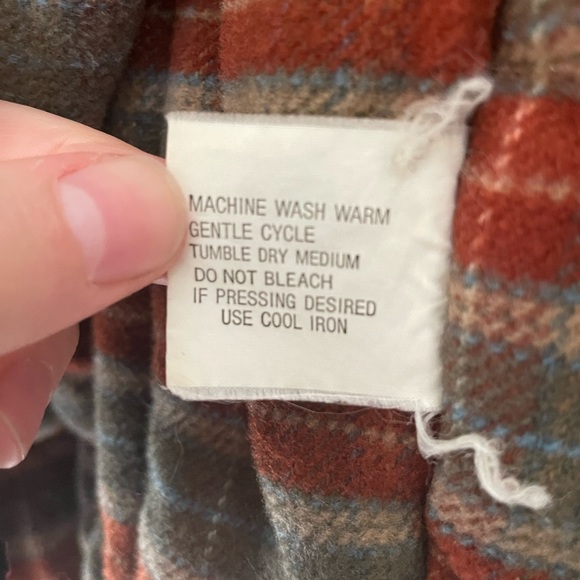 MACHINE WASH WARM
GENTLE CYCLE
TUMBLE DRY MEDIUM
DO NOT BLEACH
IF PRESSING DESIRED
USE COOL IRON